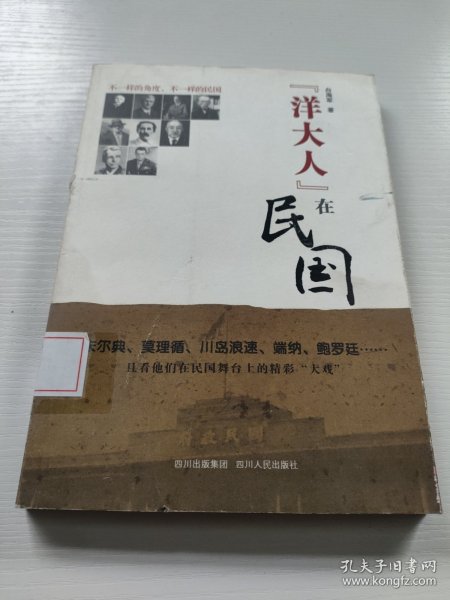 不一样的角度，不一样的民国
『洋大人』在
民国
著
尔典、莫理循、川岛浪速、端纳、鲍罗廷……
且看他们在民国舞台上的精彩“大戏”
四川出版集团 四川人民出版社
孔夫子旧书网
www.kongfz.com